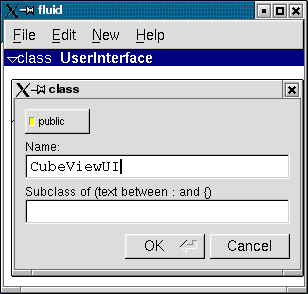 fluid
File Edit New Help
class UserInterface
class
public
Name:
CubeViewUI
Subclass of (text between : and {)
OK Cancel